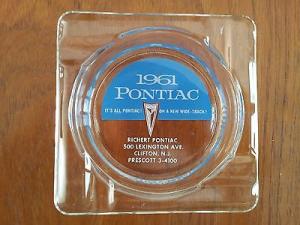 1961
PONTIAC
IT'S ALL PONTIAC ON A NEW WIDE-TRACK!
RICHERT PONTIAC
500 LEXINGTON AVE.
CLIFTON, N.J.
PRESCOTT 3-4100